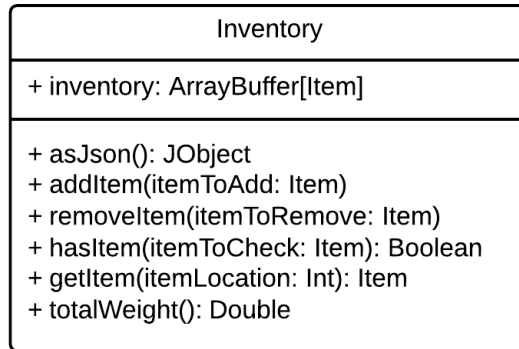 Inventory
+ inventory: ArrayBuffer[Item]
+ asJson(): JObject
+ addItem(itemToAdd: Item)
+ removeItem(itemToRemove: Item)
+ hasItem(itemToCheck: Item): Boolean
+ getItem(itemLocation: Int): Item
+ totalWeight(): Double